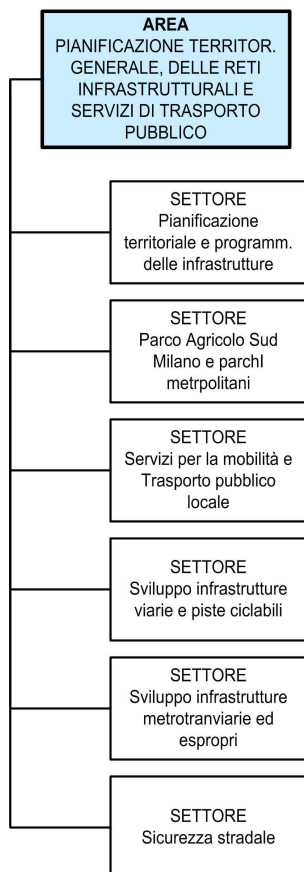 AREA
PIANIFICAZIONE TERRITOR.
GENERALE, DELLE RETI
INFRASTRUTTURALI E
SERVIZI DI TRASPORTO
PUBBLICO
SETTORE
Pianificazione
territoriale e programm.
delle infrastrutture
SETTORE
Parco Agricolo Sud
Milano e parchI
metrpolitani
SETTORE
Servizi per la mobilità e
Trasporto pubblico
locale
SETTORE
Sviluppo infrastrutture
viarie e piste ciclabili
SETTORE
Sviluppo infrastrutture
metrotranviarie ed
espropri
SETTORE
Sicurezza stradale